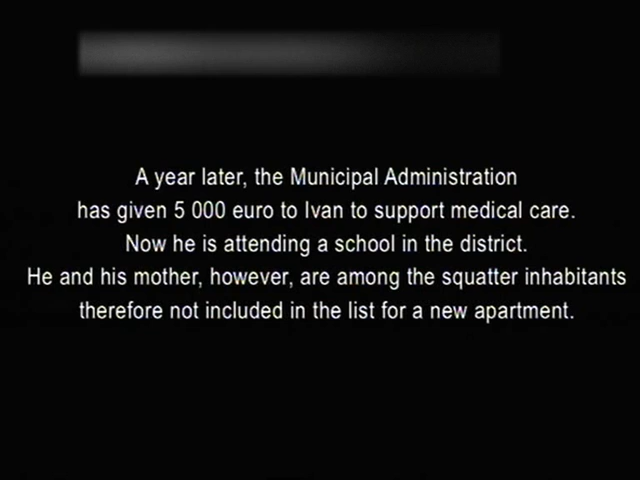 A year later, the Municipal Administration
has given 5 000 euro to Ivan to support medical care.
Now he is attending a school in the district.
He and his mother, however, are among the squatter inhabitants
therefore not included in the list for a new apartment.